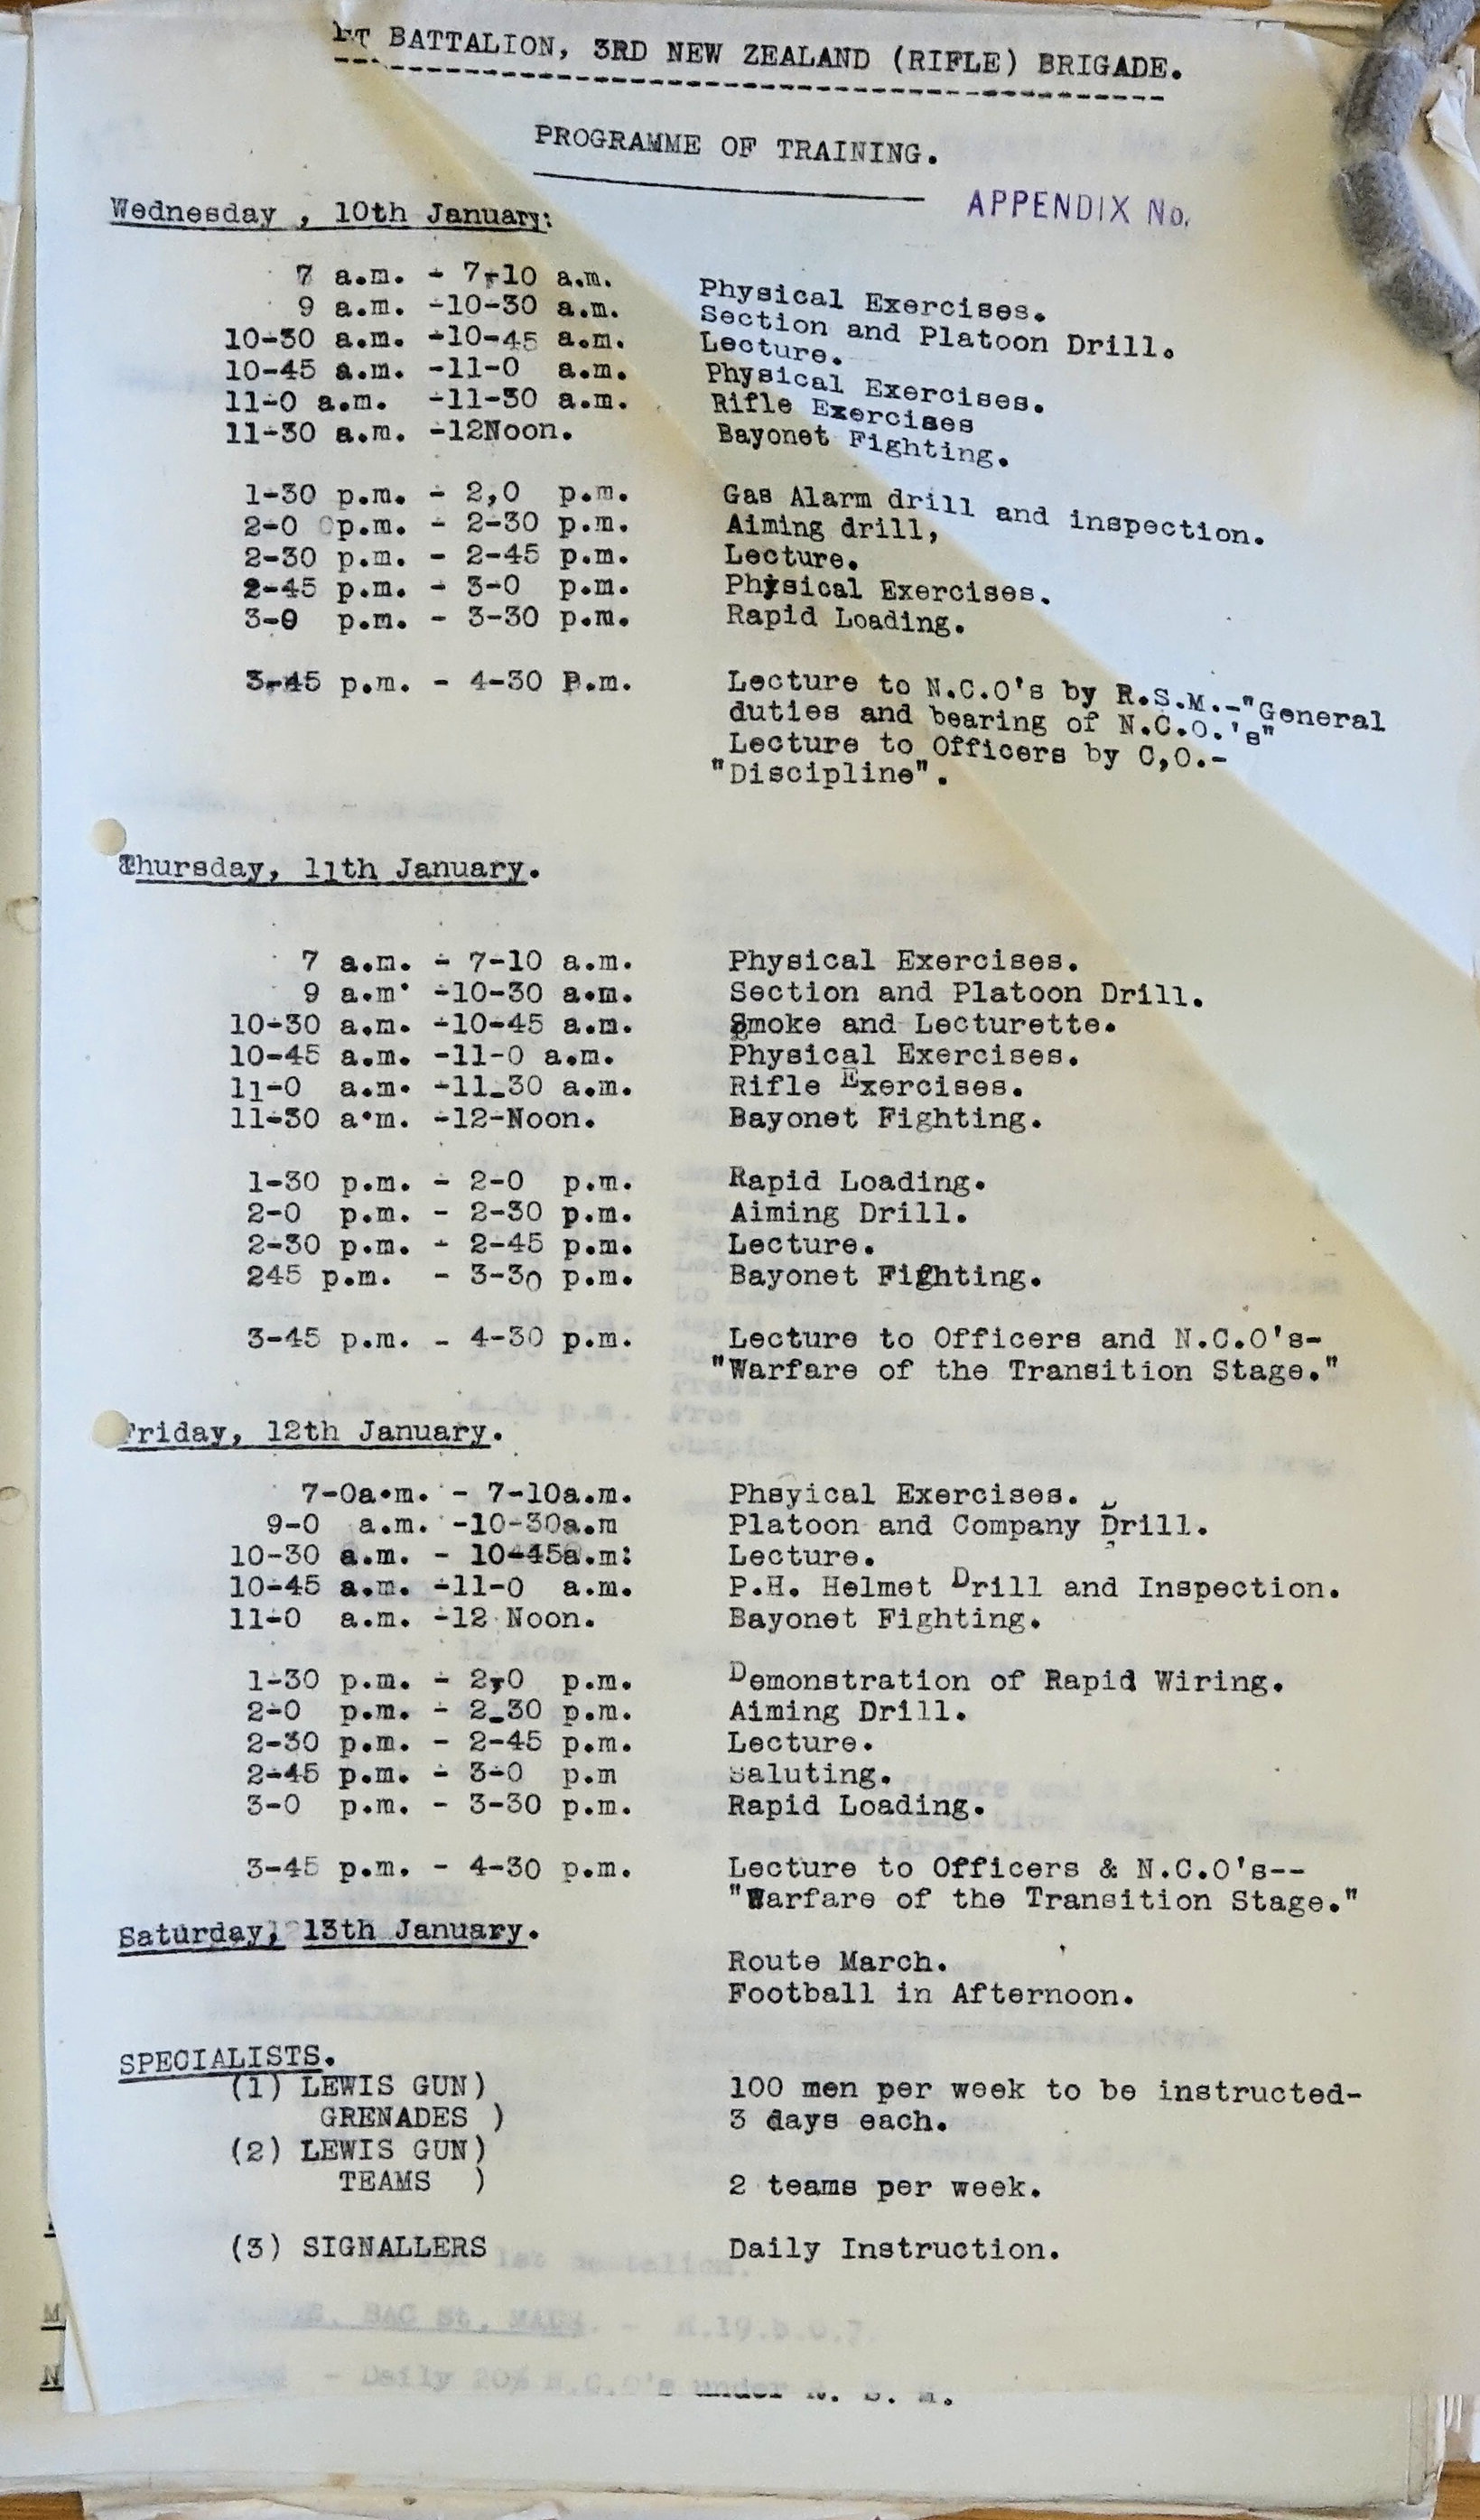 1ST BATTALION, 3RD NEW ZEALAND (RIFLE) BRIGADE.
PROGRAMME OF TRAINING.
APPENDIX No.
Wednesday , 10th January:
7 a.m. - 7-10 a.m. Physical Exercises.
9 a.m. -10-30 a.m. Section and Platoon Drill.
10-30 a.m. -10-45 a.m. Lecture.
10-45 a.m. -11-0 a.m. Physical Exercises.
11-0 a.m. -11-30 a.m. Rifle Exercises
11-30 a.m. -12Noon. Bayonet Fighting.
1-30 p.m. - 2,0 p.m. Gas Alarm drill and inspection.
2-0 p.m. - 2-30 p.m. Aiming drill,
2-30 p.m. - 2-45 p.m. Lecture.
2-45 p.m. - 3-0 p.m. Physical Exercises.
3-0 p.m. - 3-30 p.m. Rapid Loading.
3-45 p.m. - 4-30 P.m. Lecture to N.C.O's by R.S.M.-"General
duties and bearing of N.C.O.'s"
Lecture to Officers by C,O.-
"Discipline".
Thursday, 11th January.
7 a.m. - 7-10 a.m. Physical Exercises.
9 a.m. -10-30 a.m. Section and Platoon Drill.
10-30 a.m. -10-45 a.m. Smoke and Lecturette.
10-45 a.m. -11-0 a.m. Physical Exercises.
11-0 a.m. -11-30 a.m. Rifle Exercises.
11-30 a.m. -12-Noon. Bayonet Fighting.
1-30 p.m. - 2-0 p.m. Rapid Loading.
2-0 p.m. - 2-30 p.m. Aiming Drill.
2-30 p.m. - 2-45 p.m. Lecture.
245 p.m. - 3-30 p.m. Bayonet Fighting.
3-45 p.m. - 4-30 p.m. Lecture to Officers and N.C.O's-
"Warfare of the Transition Stage."
Friday, 12th January.
7-0a.m. - 7-10a.m. Phsyical Exercises.
9-0 a.m. -10-30a.m Platoon and Company Drill.
10-30 a.m. - 10-45a.m: Lecture.
10-45 a.m. -11-0 a.m. P.H. Helmet Drill and Inspection.
11-0 a.m. -12 Noon. Bayonet Fighting.
1-30 p.m. - 2,0 p.m. Demonstration of Rapid Wiring.
2-0 p.m. - 2-30 p.m. Aiming Drill.
2-30 p.m. - 2-45 p.m. Lecture.
2-45 p.m. - 3-0 p.m Saluting.
3-0 p.m. - 3-30 p.m. Rapid Loading.
3-45 p.m. - 4-30 p.m. Lecture to Officers & N.C.O's--
"Warfare of the Transition Stage."
Saturday, 13th January.
Route March.
Football in Afternoon.
SPECIALISTS.
(1) LEWIS GUN) 100 men per week to be instructed-
GRENADES ) 3 days each.
(2) LEWIS GUN)
TEAMS ) 2 teams per week.
(3) SIGNALLERS Daily Instruction.